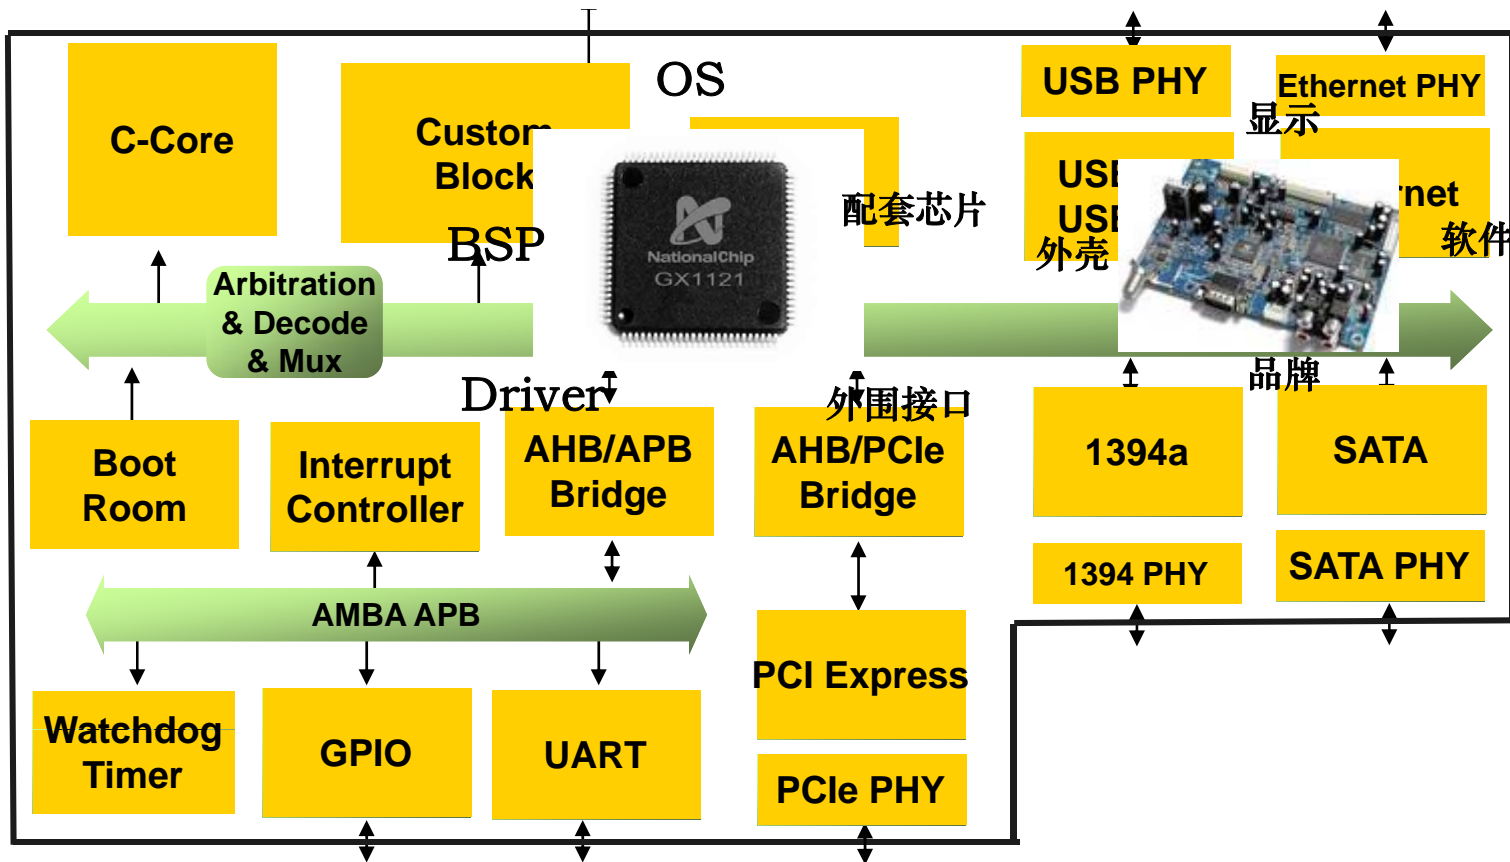 OS
USB PHY
Ethernet PHY
C-Core
Custom
Block
显示
配套芯片
外壳
软件
BSP
NationalChip
GX1121
Arbitration
& Decode
& Mux
Driver
外围接口
品牌
Boot
Room
Interrupt
Controller
AHB/APB
Bridge
AHB/PCIe
Bridge
1394a
SATA
1394 PHY
SATA PHY
AMBA APB
PCI Express
Watchdog
Timer
GPIO
UART
PCIe PHY